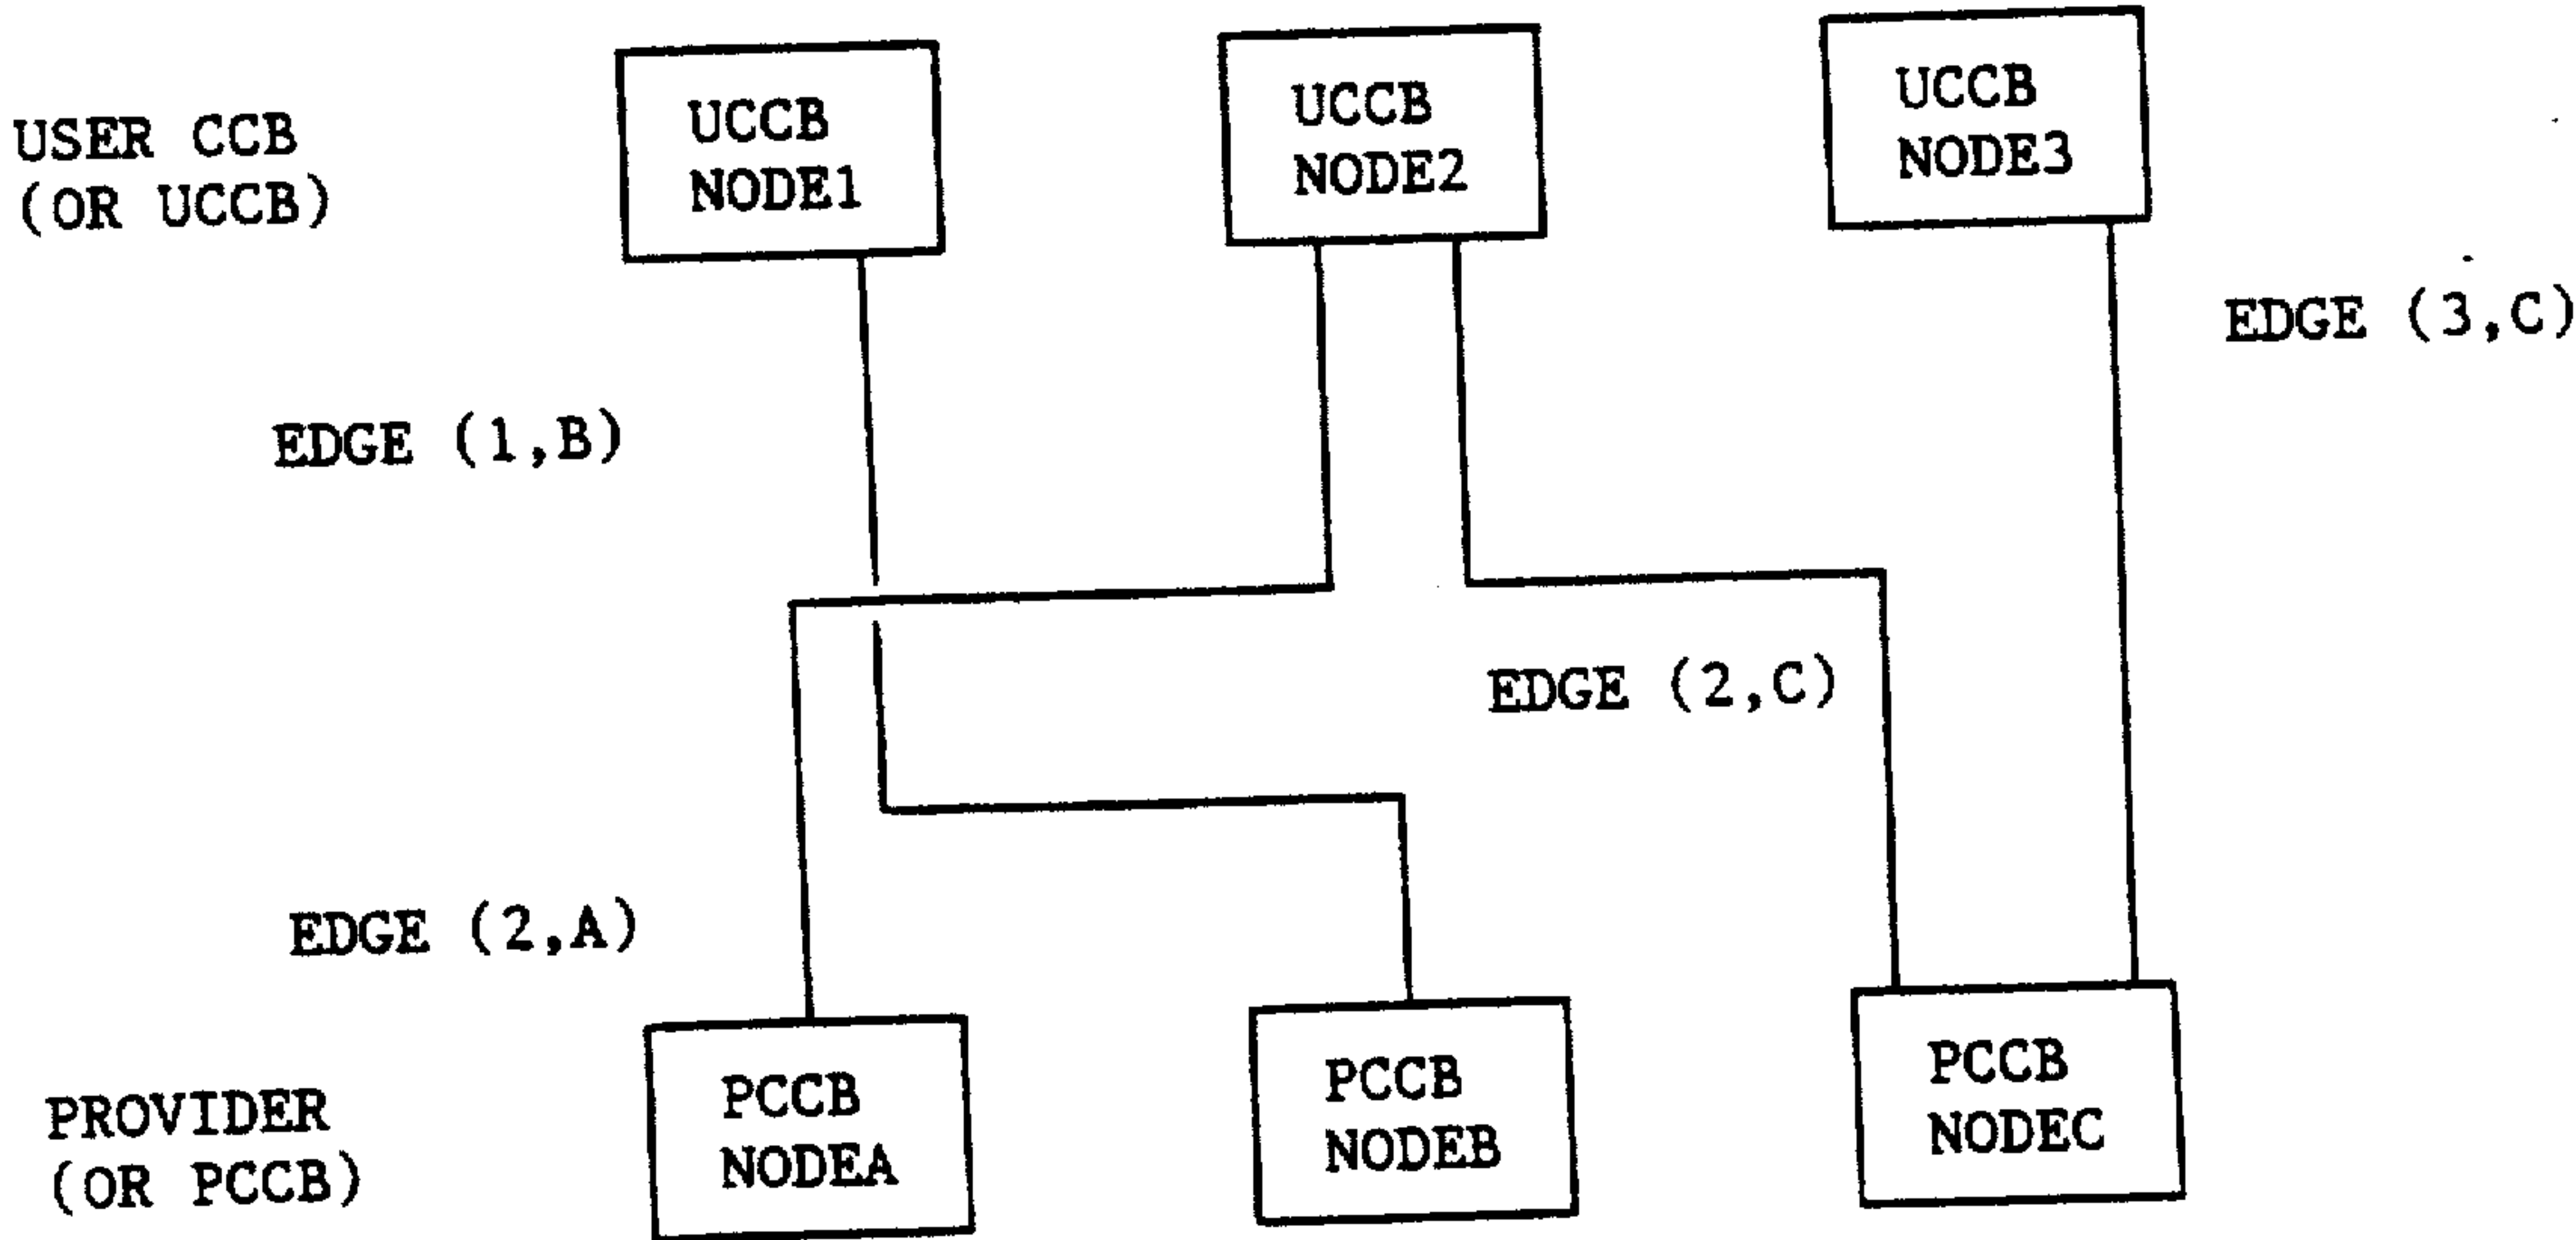 USER CCB
(OR UCCB)
UCCB
NODE1
UCCB
NODE2
UCCB
NODE3
EDGE (3,C)
EDGE (1,B)
EDGE (2,C)
EDGE (2,A)
PROVIDER
(OR PCCB)
PCCB
NODEA
PCCB
NODEB
PCCB
NODEC